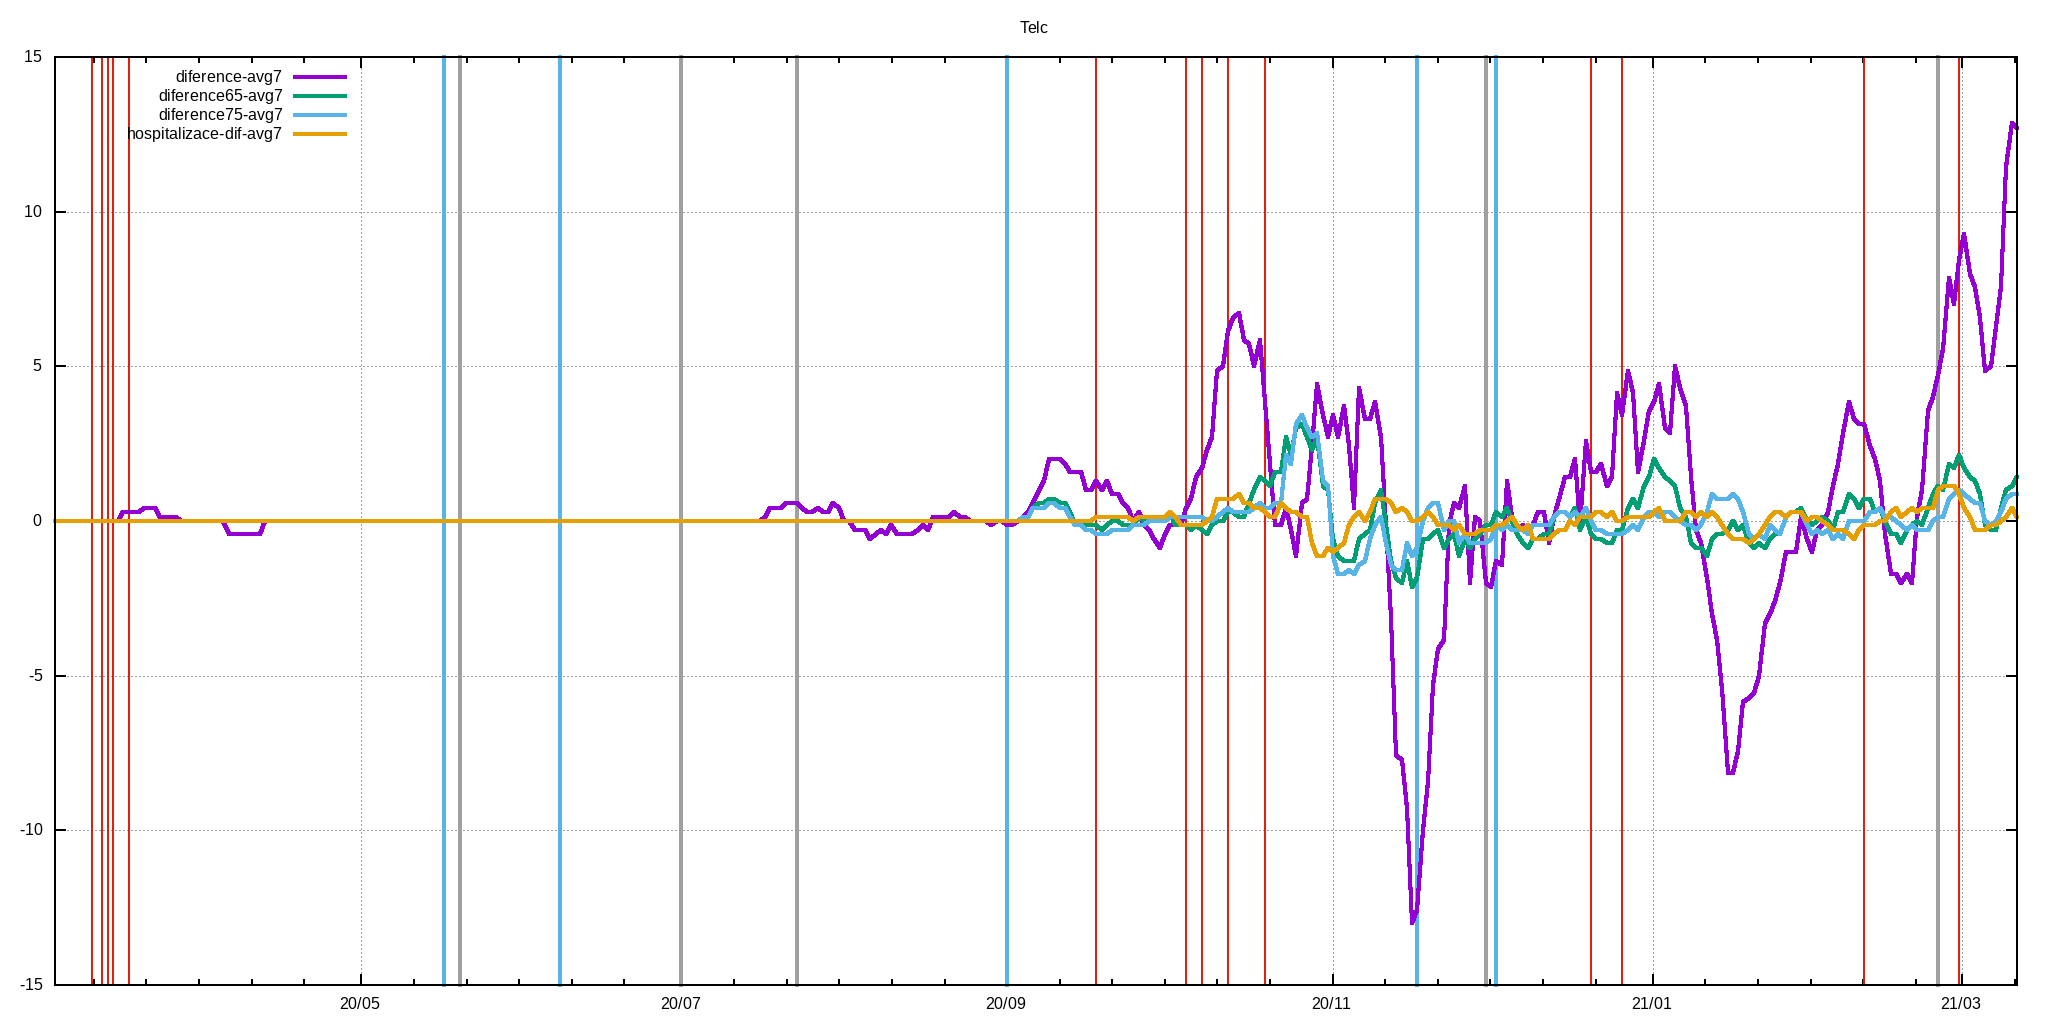 Telc
15
diference-avg7
diference65-avg7
diference75-avg7
hospitalizace-dif-avg7
10
5
0
-5
-10
-15
20/05 20/07 20/09 20/11 21/01 21/03